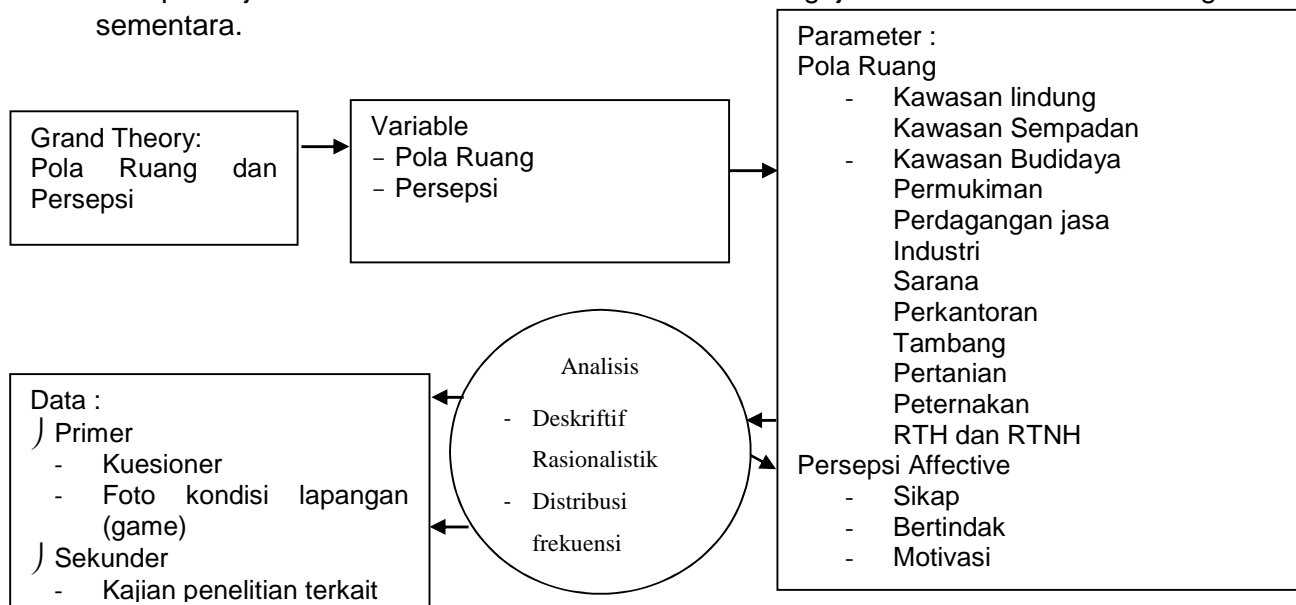 sementara.
Grand Theory:
Pola Ruang dan
Persepsi
Variable
- Pola Ruang
- Persepsi
Parameter :
Pola Ruang
- Kawasan lindung
Kawasan Sempadan
- Kawasan Budidaya
Permukiman
Perdagangan jasa
Industri
Sarana
Perkantoran
Tambang
Pertanian
Peternakan
RTH dan RTNH
Persepsi Affective
- Sikap
- Bertindak
- Motivasi
Analisis
- Deskriftif
Rasionalistik
- Distribusi
frekuensi
Data :
⌡ Primer
- Kuesioner
- Foto kondisi lapangan
(game)
⌡ Sekunder
- Kajian penelitian terkait